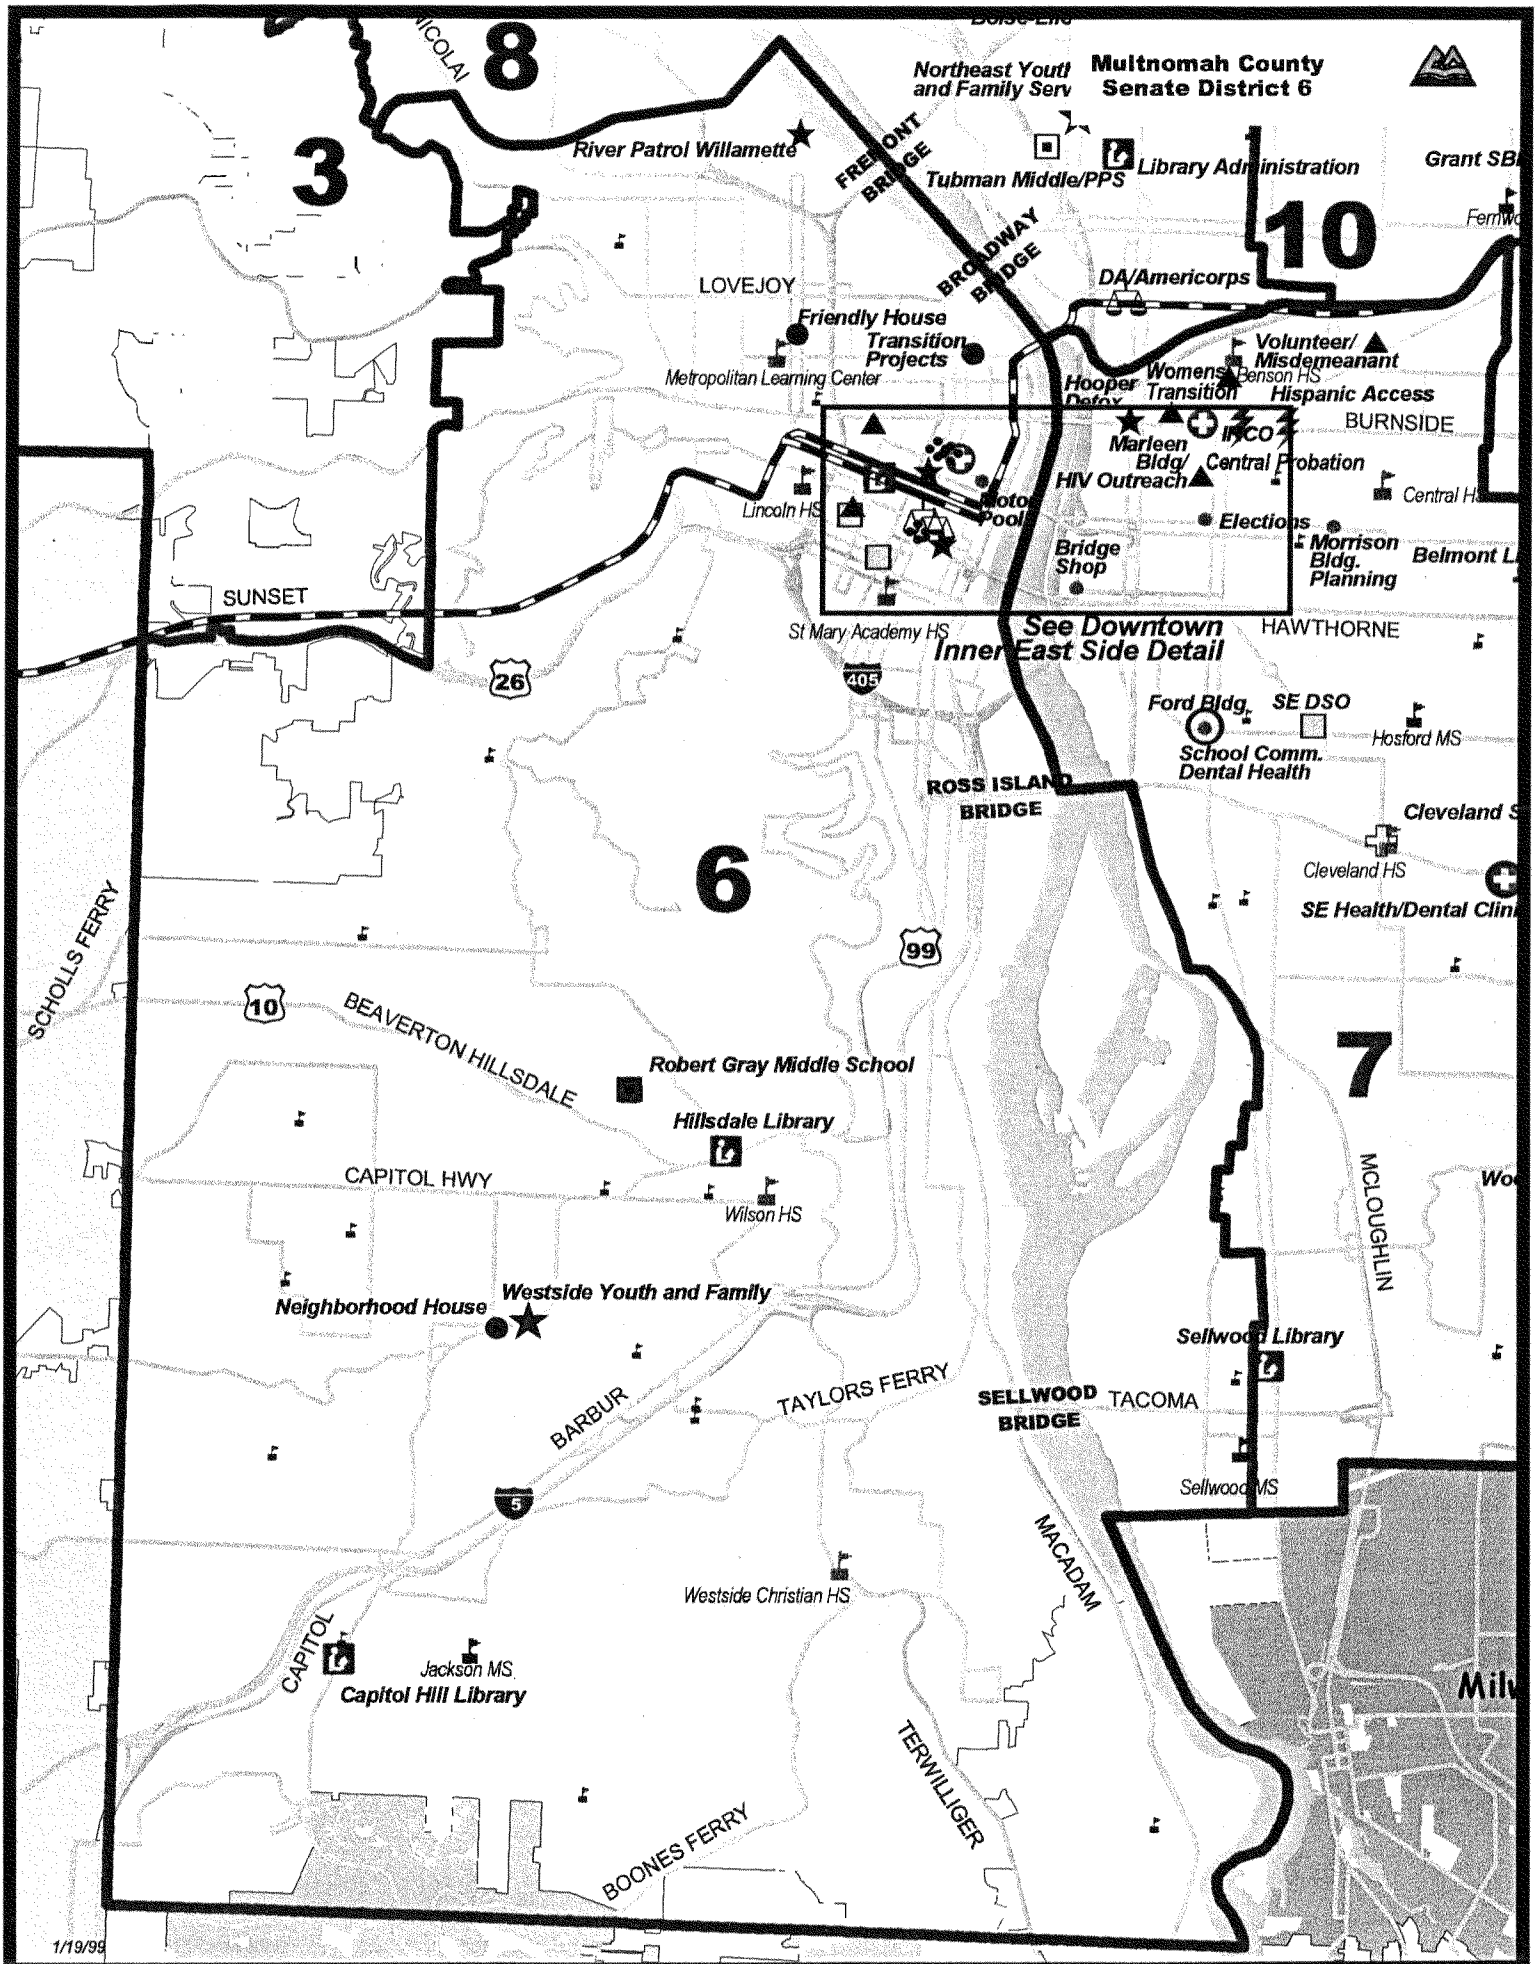 NICOLAI
8
Northeast Youth
and Family Serv
Multnomah County
Senate District 6
3
River Patrol Willamette
FREMONT
BRIDGE
Tubman Middle/PPS
Library Administration
Grant
10
BROADWAY
BRIDGE
LOVEJOY
DA/Americorps
Friendly House
Transition
Projects
Metropolitan Learning Center
Volunteer/
Misdemeanant
Womens
Transition
Benson HS
Hooper
Detox
Hispanic Access
BURNSIDE
IRCO
Marleen
Bldg/
HIV Outreach
Central Probation
Lincoln HS
Motor
Pool
Central HS
Elections
Bridge
Shop
Morrison
Bldg.
Planning
Belmont
SUNSET
St Mary Academy HS
See Downtown
Inner East Side Detail
HAWTHORNE
26
405
Ford Bldg.
SE DSO
School Comm.
Dental Health
Hosford MS
ROSS ISLAND
BRIDGE
Cleveland
Cleveland HS
6
SE Health/Dental Clini
SCHOLLS FERRY
99
10
BEAVERTON HILLSDALE
7
Robert Gray Middle School
Hillsdale Library
CAPITOL HWY
Wilson HS
MCLOUGHLIN
Westside Youth and Family
Neighborhood House
Sellwood Library
BARBUR
TAYLORS FERRY
SELLWOOD
BRIDGE
TACOMA
5
Sellwood MS
MACADAM
Westside Christian HS
CAPITOL
Jackson MS
Capitol Hill Library
Milw
TERWILLIGER
BOONES FERRY
1/19/99